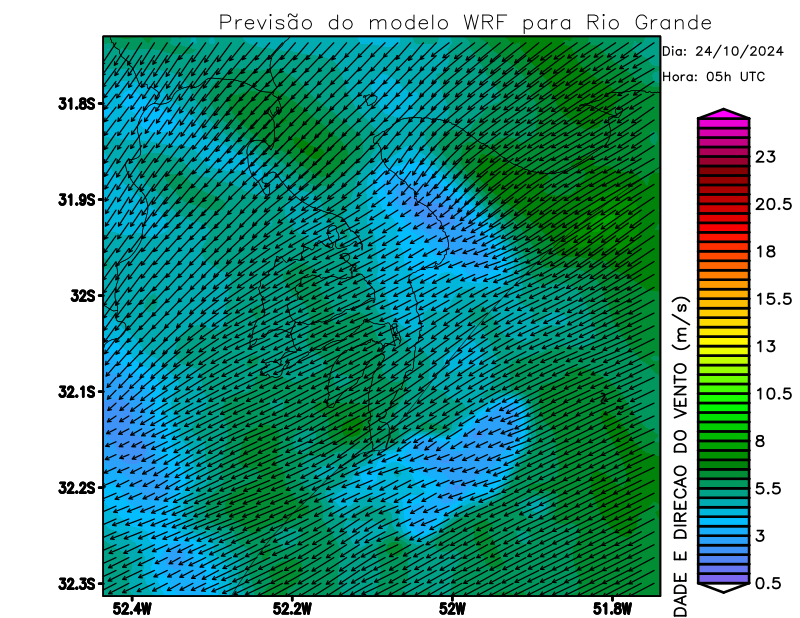 Previsão do modelo WRF para Rio Grande
Dia: 24/10/2024
Hora: 05h UTC
31.8S
31.9S
32S
32.1S
32.2S
32.3S
52.4W
52.2W
52W
51.8W
23
20.5
18
15.5
13
10.5
8
5.5
3
0.5
DADE E DIRECAO DO VENTO (m/s)